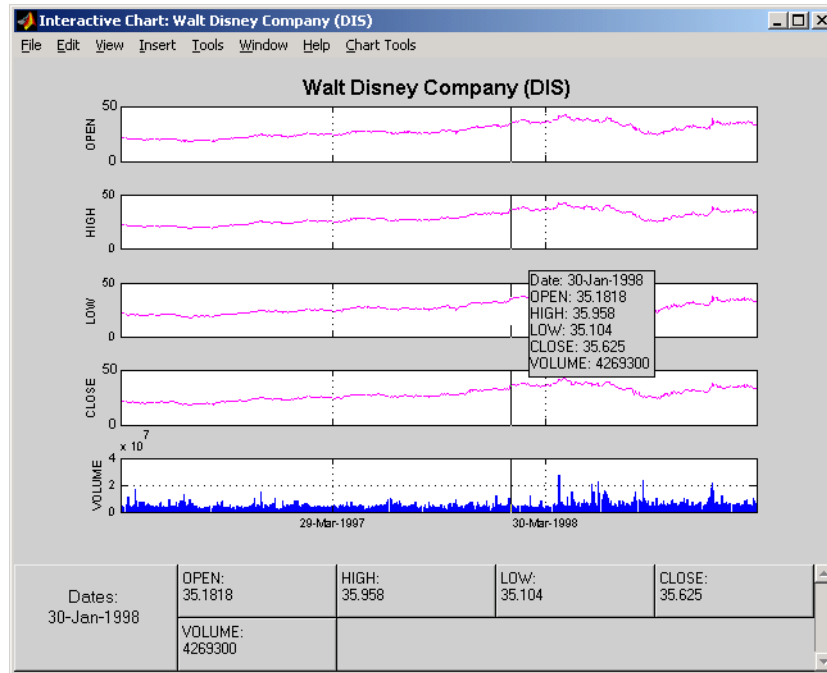 Interactive Chart: Walt Disney Company (DIS)
File Edit View Insert Tools Window Help Chart Tools
Walt Disney Company (DIS)
50
OPEN
0
50
HIGH
0
50
LOW
0
Date: 30-Jan-1998
OPEN: 35.1818
HIGH: 35.958
LOW: 35.104
CLOSE: 35.625
VOLUME: 4269300
50
CLOSE
0
x 10^7
4
VOLUME
2
0
29-Mar-1997 30-Mar-1998
Dates:
30-Jan-1998
OPEN:
35.1818
HIGH:
35.958
LOW:
35.104
CLOSE:
35.625
VOLUME:
4269300